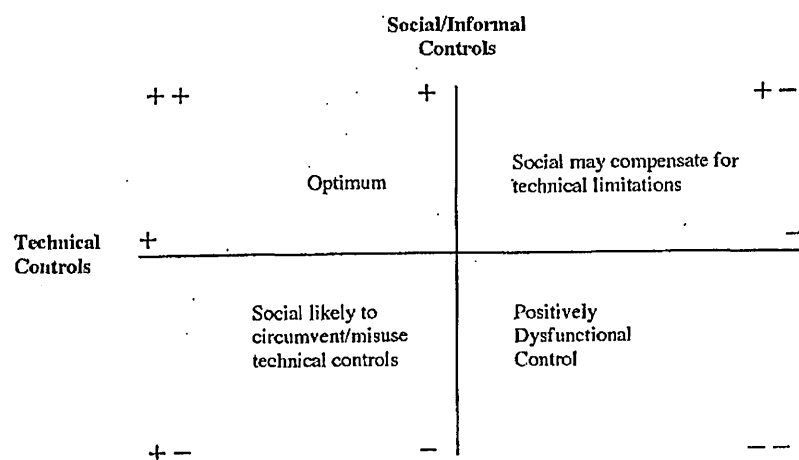 Social/Informal
Controls
++ + +−
Optimum
Social may compensate for
technical limitations
Technical
Controls
+ −
Social likely to
circumvent/misuse
technical controls
Positively
Dysfunctional
Control
+− − −−